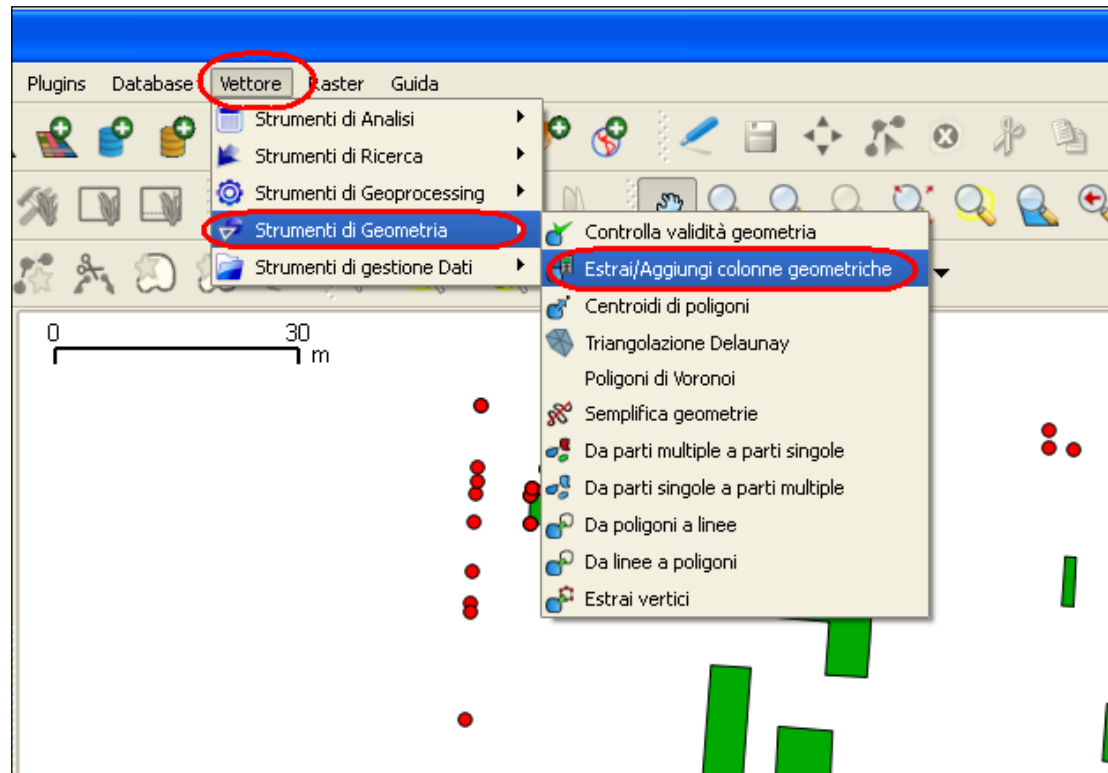 Plugins Database Vettore Raster Guida
Strumenti di Analisi
Strumenti di Ricerca
Strumenti di Geoprocessing
Strumenti di Geometria
Strumenti di gestione Dati
Controlla validità geometria
Estrai/Aggiungi colonne geometriche
Centroidi di poligoni
Triangolazione Delaunay
Poligoni di Voronoi
Semplifica geometrie
Da parti multiple a parti singole
Da parti singole a parti multiple
Da poligoni a linee
Da linee a poligoni
Estrai vertici
0 30
m